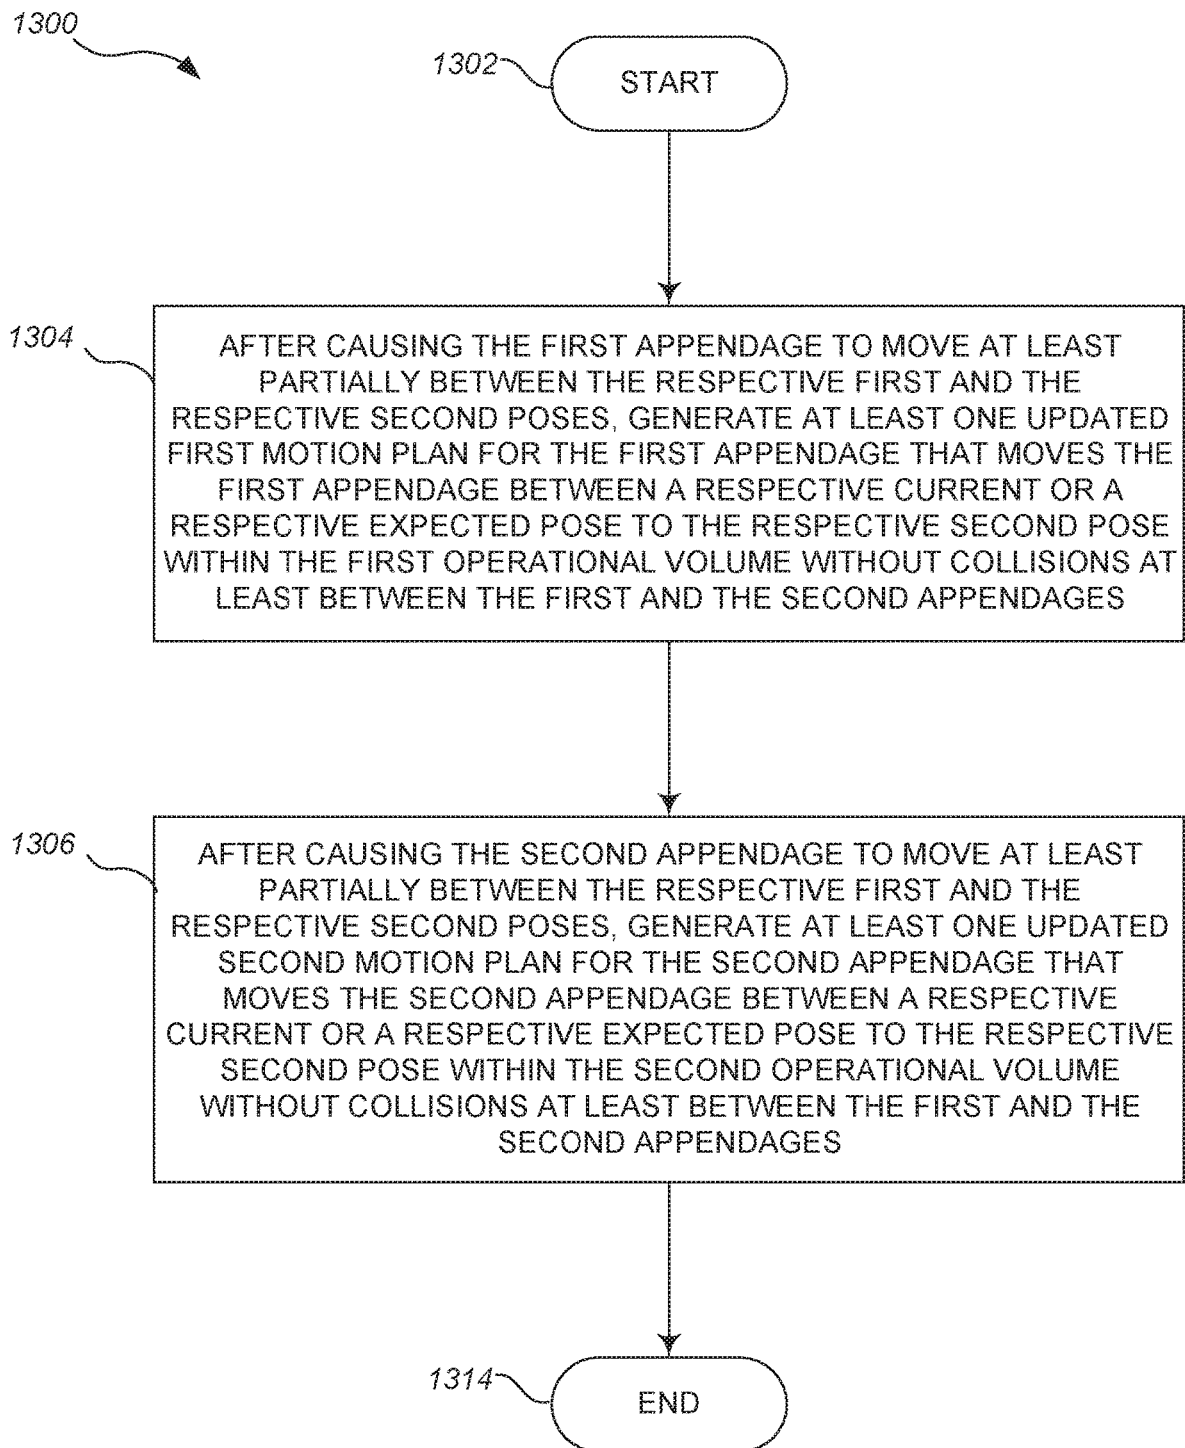 1300
1302
START
1304
AFTER CAUSING THE FIRST APPENDAGE TO MOVE AT LEAST
PARTIALLY BETWEEN THE RESPECTIVE FIRST AND THE
RESPECTIVE SECOND POSES, GENERATE AT LEAST ONE UPDATED
FIRST MOTION PLAN FOR THE FIRST APPENDAGE THAT MOVES THE
FIRST APPENDAGE BETWEEN A RESPECTIVE CURRENT OR A
RESPECTIVE EXPECTED POSE TO THE RESPECTIVE SECOND POSE
WITHIN THE FIRST OPERATIONAL VOLUME WITHOUT COLLISIONS AT
LEAST BETWEEN THE FIRST AND THE SECOND APPENDAGES
1306
AFTER CAUSING THE SECOND APPENDAGE TO MOVE AT LEAST
PARTIALLY BETWEEN THE RESPECTIVE FIRST AND THE
RESPECTIVE SECOND POSES, GENERATE AT LEAST ONE UPDATED
SECOND MOTION PLAN FOR THE SECOND APPENDAGE THAT
MOVES THE SECOND APPENDAGE BETWEEN A RESPECTIVE
CURRENT OR A RESPECTIVE EXPECTED POSE TO THE RESPECTIVE
SECOND POSE WITHIN THE SECOND OPERATIONAL VOLUME
WITHOUT COLLISIONS AT LEAST BETWEEN THE FIRST AND THE
SECOND APPENDAGES
1314
END